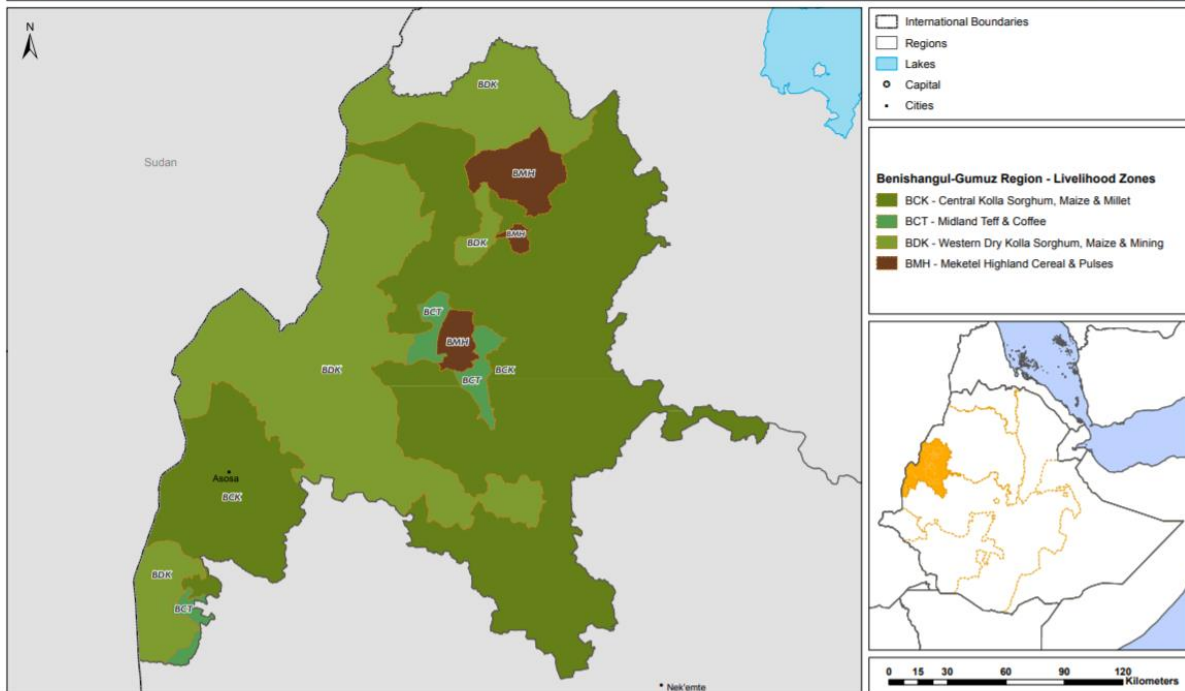 N
BDK
Sudan
BMH
BMH
BDK
BCT
BMH
BDK
BCK
BCT
Asosa
BCK
BDK
BCT
Nek'emte
International Boundaries
Regions
Lakes
Capital
Cities
Benishangul-Gumuz Region - Livelihood Zones
BCK - Central Kolla Sorghum, Maize & Millet
BCT - Midland Teff & Coffee
BDK - Western Dry Kolla Sorghum, Maize & Mining
BMH - Meketel Highland Cereal & Pulses
0 15 30 60 90 120
Kilometers